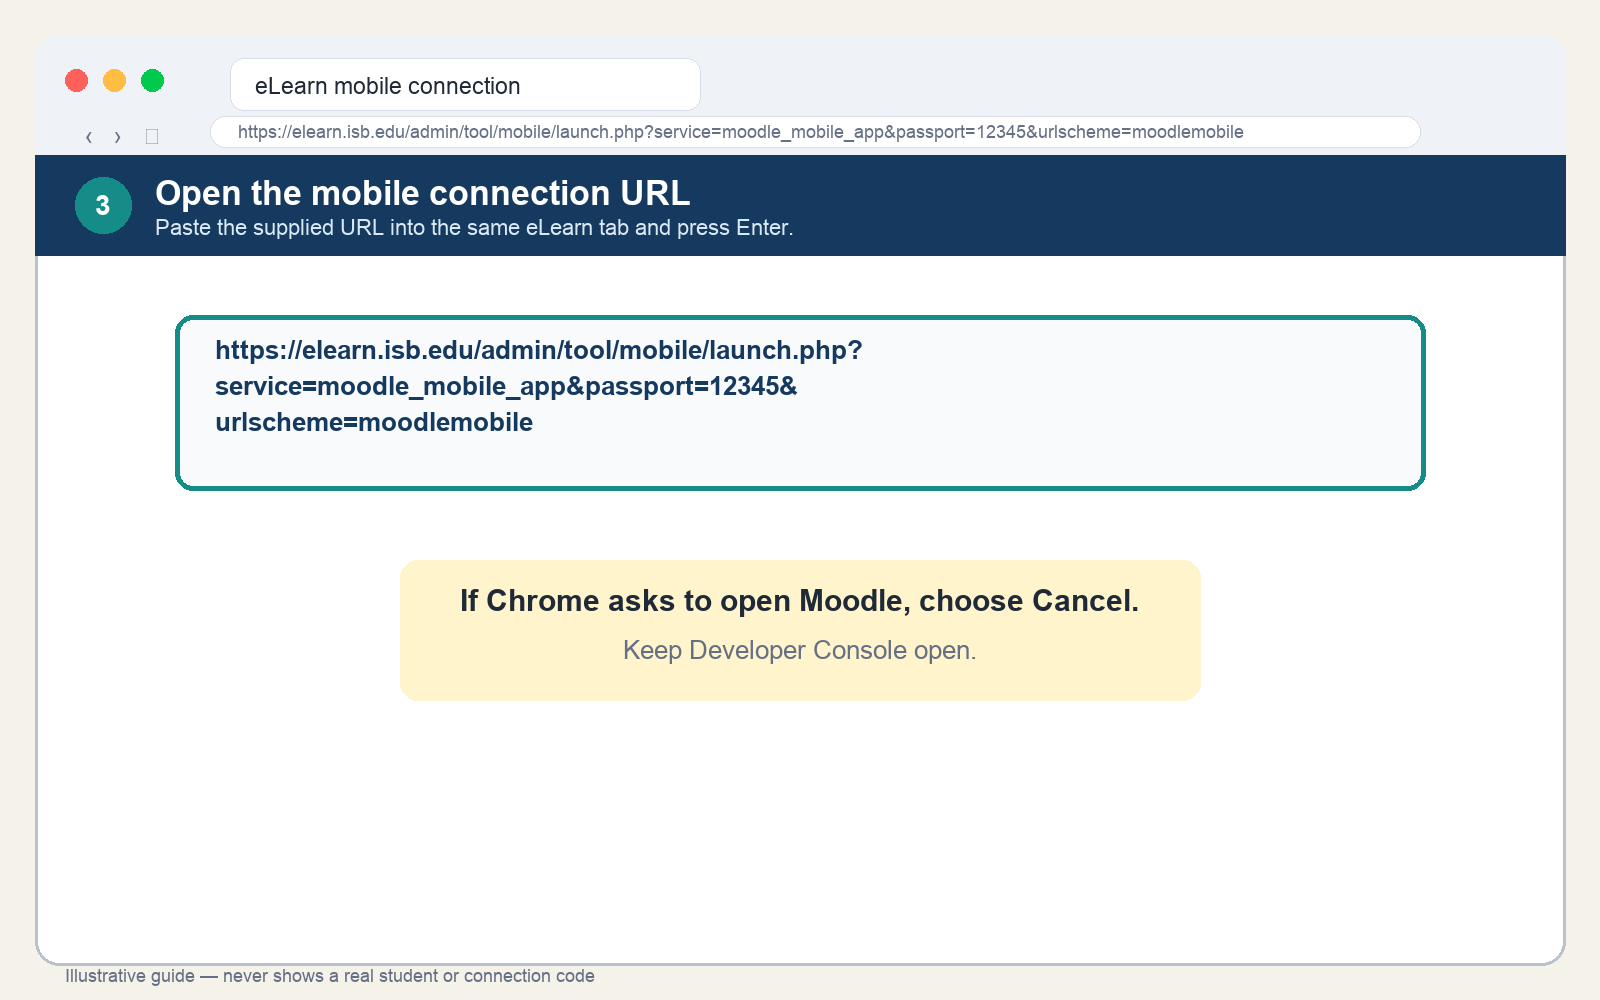 eLearn mobile connection
‹ ›
https://elearn.isb.edu/admin/tool/mobile/launch.php?service=moodle_mobile_app&passport=12345&urlscheme=moodlemobile
3
Open the mobile connection URL
Paste the supplied URL into the same eLearn tab and press Enter.
https://elearn.isb.edu/admin/tool/mobile/launch.php?
service=moodle_mobile_app&passport=12345&
urlscheme=moodlemobile
If Chrome asks to open Moodle, choose Cancel.
Keep Developer Console open.
Illustrative guide — never shows a real student or connection code